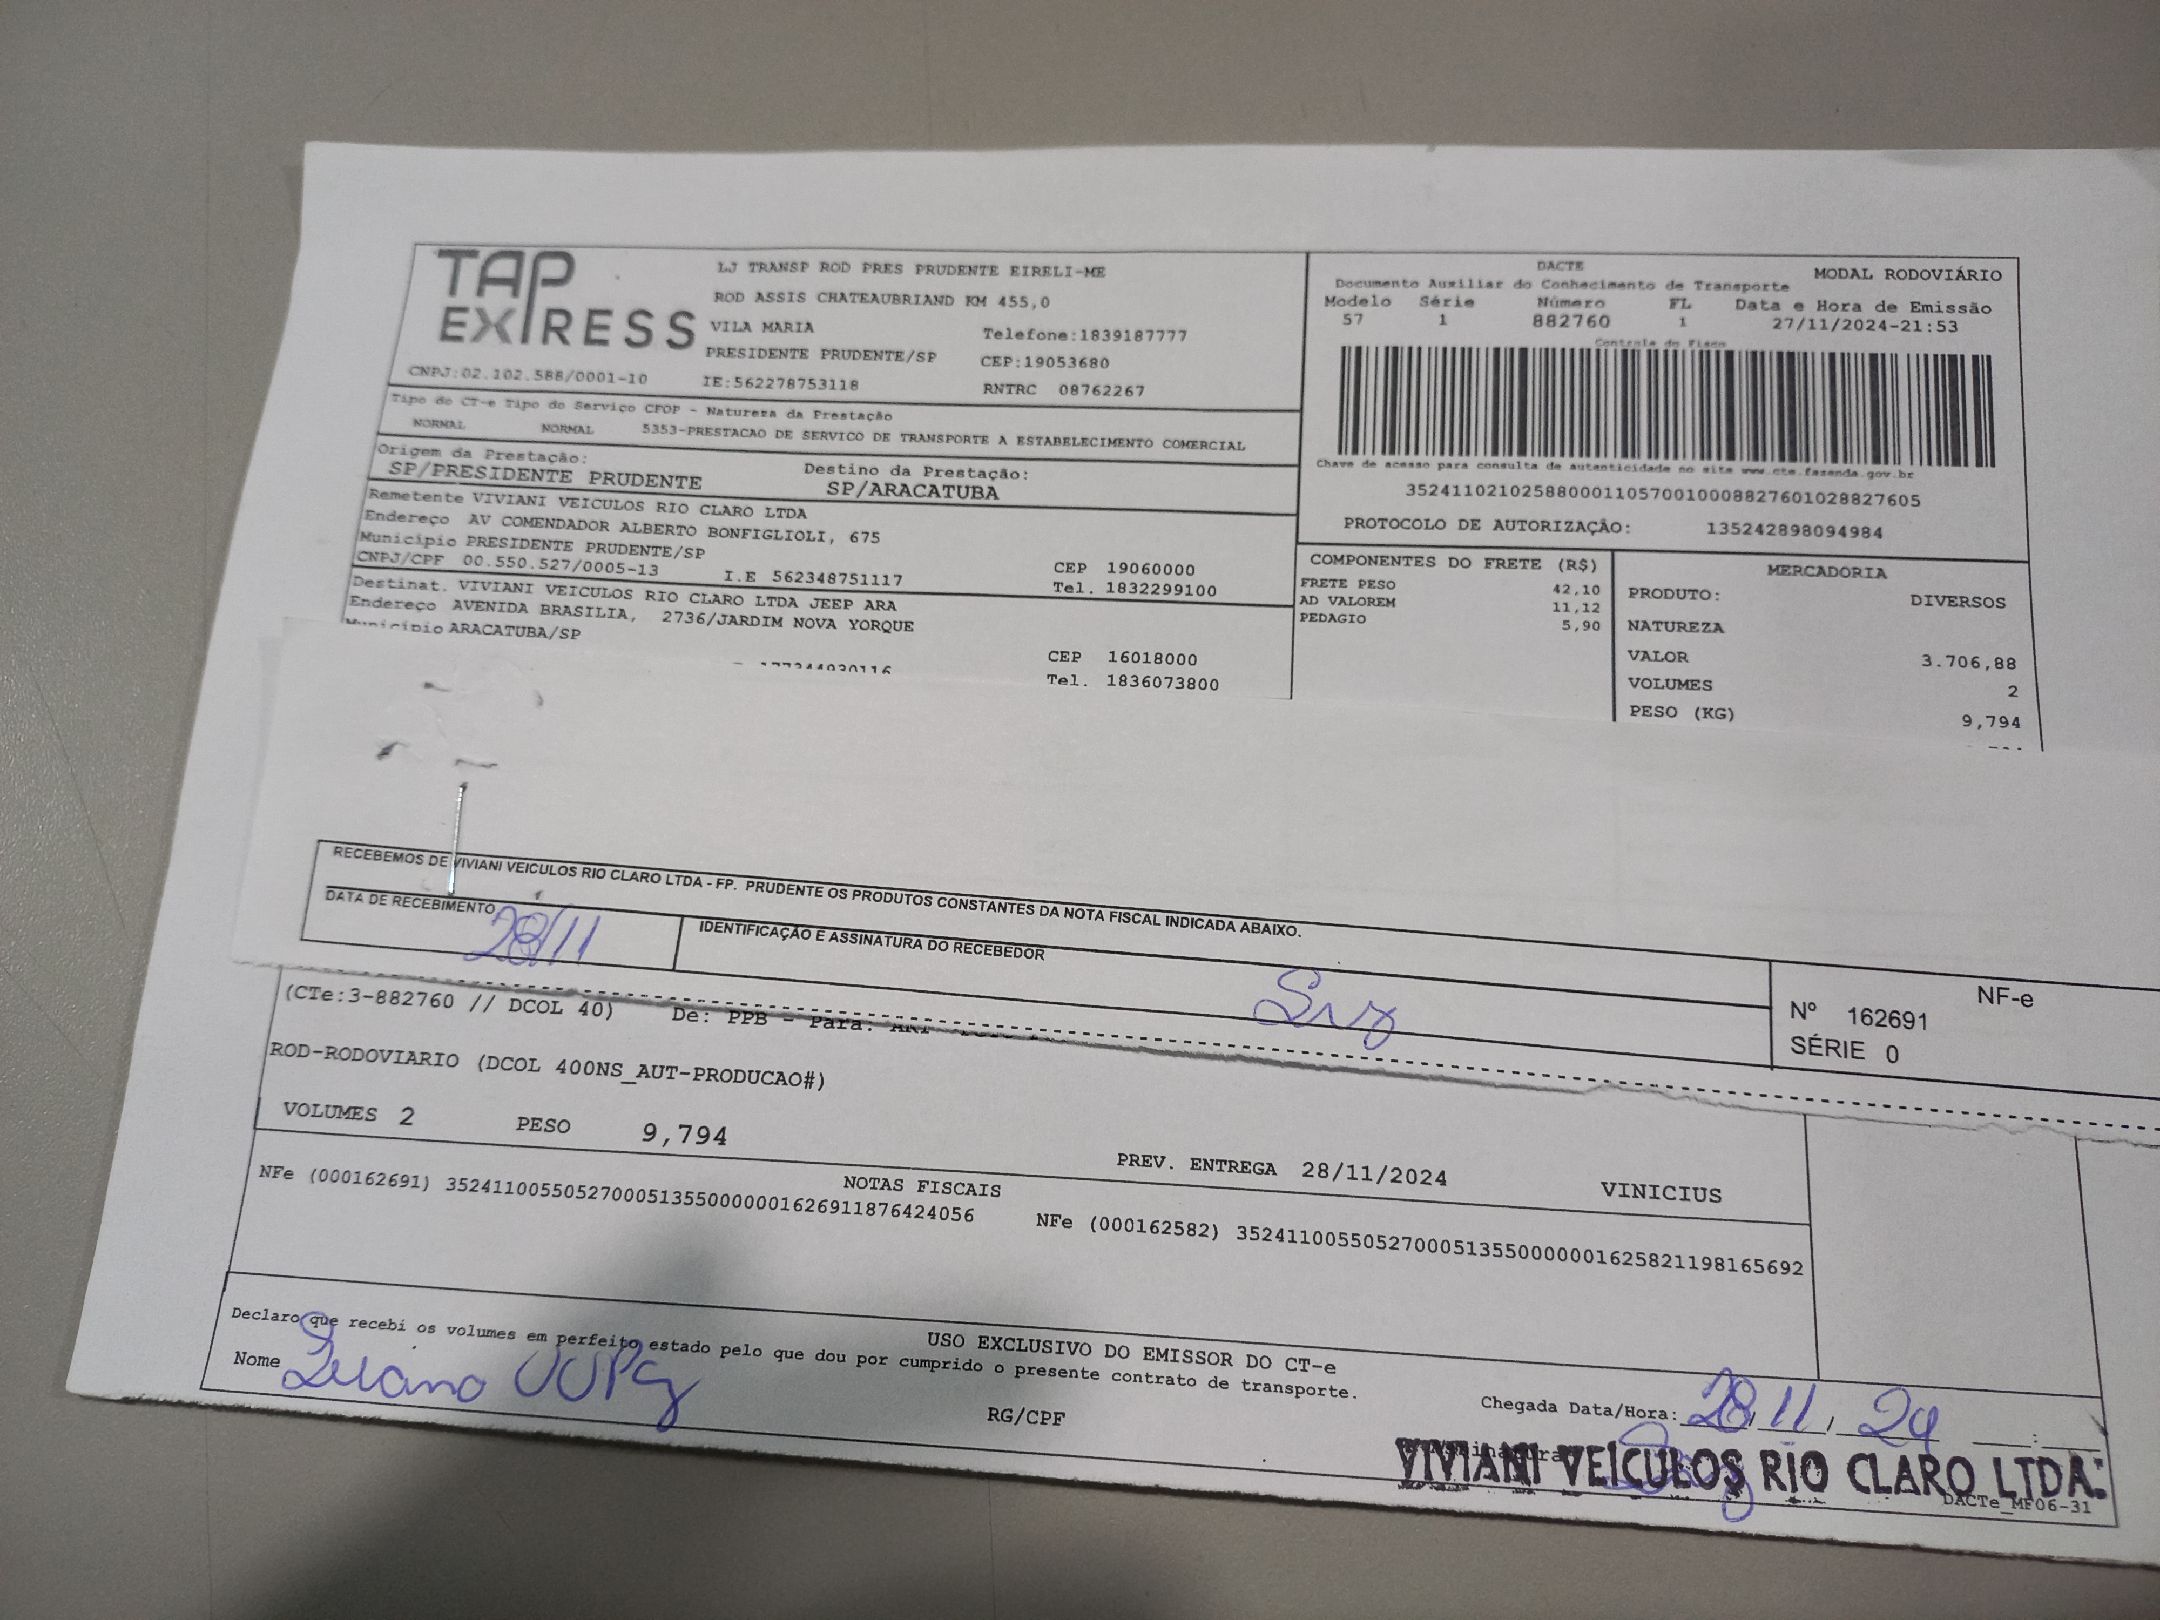 TAP EXPRESS
LJ TRANSP ROD PRES PRUDENTE EIRELI-ME
ROD ASSIS CHATEAUBRIAND KM 455,0
VILA MARIA Telefone:1839187777
PRESIDENTE PRUDENTE/SP CEP:19053680
CNPJ:02.102.588/0001-10 IE:562278753118 RNTRC 08762267
DACTE MODAL RODOVIÁRIO
Documento Auxiliar do Conhecimento de Transporte
Modelo Série Número FL Data e Hora de Emissão
57 1 882760 1 27/11/2024-21:53
Controle do Fisco
Chave de acesso para consulta de autenticidade no site www.cte.fazenda.gov.br
35241102102588000110570010008827601028827605
PROTOCOLO DE AUTORIZAÇÃO: 135242898094984
Tipo do CT-e Tipo do Serviço CFOP - Natureza da Prestação
NORMAL NORMAL 5353-PRESTACAO DE SERVICO DE TRANSPORTE A ESTABELECIMENTO COMERCIAL
Origem da Prestação: Destino da Prestação:
SP/PRESIDENTE PRUDENTE SP/ARACATUBA
Remetente VIVIANI VEICULOS RIO CLARO LTDA
Endereço AV COMENDADOR ALBERTO BONFIGLIOLI, 675
Município PRESIDENTE PRUDENTE/SP CEP 19060000
CNPJ/CPF 00.550.527/0005-13 I.E 562348751117 Tel. 1832299100
Destinat. VIVIANI VEICULOS RIO CLARO LTDA JEEP ARA
Endereço AVENIDA BRASILIA, 2736/JARDIM NOVA YORQUE
Município ARACATUBA/SP CEP 16018000
Tel. 1836073800
COMPONENTES DO FRETE (R$)
FRETE PESO 42,10
AD VALOREM 11,12
PEDAGIO 5,90
MERCADORIA
PRODUTO: DIVERSOS
NATUREZA
VALOR 3.706,88
VOLUMES 2
PESO (KG) 9,794
RECEBEMOS DE VIVIANI VEICULOS RIO CLARO LTDA - FP. PRUDENTE OS PRODUTOS CONSTANTES DA NOTA FISCAL INDICADA ABAIXO.
DATA DE RECEBIMENTO IDENTIFICAÇÃO E ASSINATURA DO RECEBEDOR
28/11
NF-e
Nº 162691
SÉRIE 0
(CTe:3-882760 // DCOL 40) De: PPB - Para:
ROD-RODOVIARIO (DCOL 400NS_AUT-PRODUCAO#)
VOLUMES 2 PESO 9,794 PREV. ENTREGA 28/11/2024 VINICIUS
NOTAS FISCAIS
NFe (000162691) 35241100550527000513550000001626911876424056 NFe (000162582) 35241100550527000513550000001625821198165692
USO EXCLUSIVO DO EMISSOR DO CT-e
Declaro que recebi os volumes em perfeito estado pelo que dou por cumprido o presente contrato de transporte.
Nome RG/CPF Chegada Data/Hora: 28/11/24
VIVIANI VEÍCULOS RIO CLARO LTDA.
DACTe_MF06-31